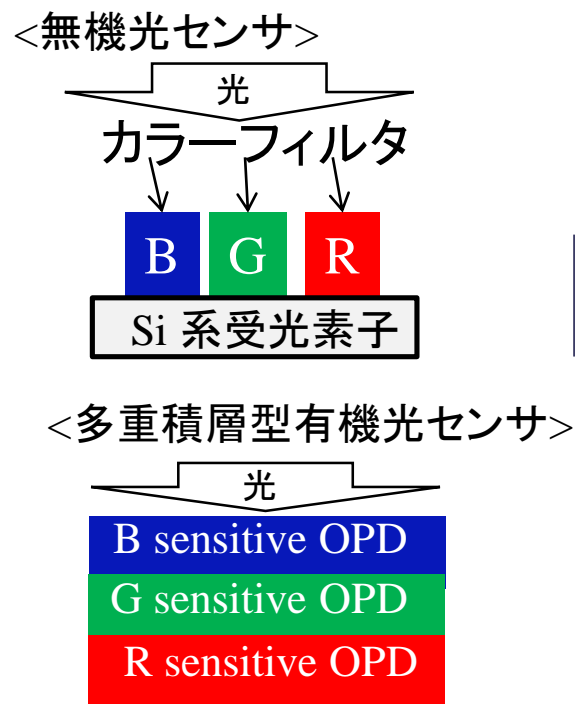 <無機光センサ>
光
カラーフィルタ
B G R
Si 系受光素子
<多重積層型有機光センサ>
光
B sensitive OPD
G sensitive OPD
R sensitive OPD